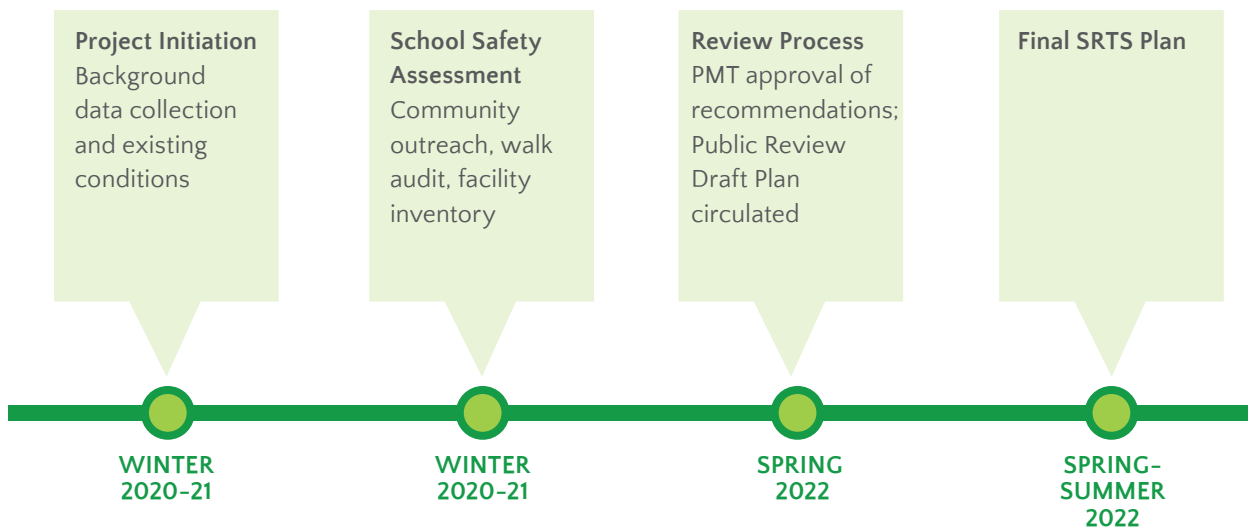 Project Initiation
Background
data collection
and existing
conditions
School Safety
Assessment
Community
outreach, walk
audit, facility
inventory
Review Process
PMT approval of
recommendations;
Public Review
Draft Plan
circulated
Final SRTS Plan
WINTER
2020-21
WINTER
2020-21
SPRING
2022
SPRING-
SUMMER
2022